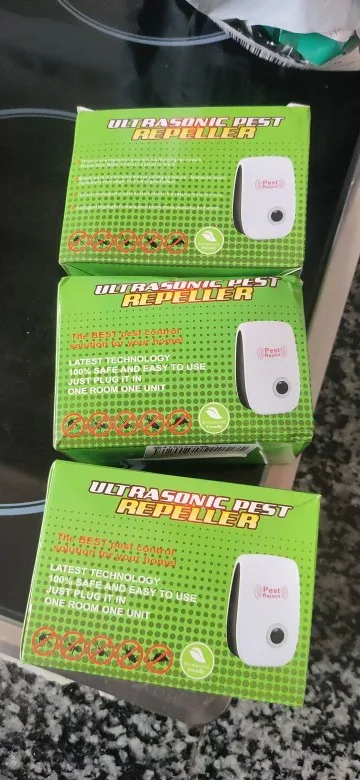 ULTRASONIC PEST
REPELLER
Pest
Reject
ULTRASONIC PEST
REPELLER
The BEST pest control
solution for your home!
LATEST TECHNOLOGY
100% SAFE AND EASY TO USE
JUST PLUG IT IN
ONE ROOM ONE UNIT
Pest
Reject
ULTRASONIC PEST
REPELLER
The BEST pest control
solution for your home!
LATEST TECHNOLOGY
100% SAFE AND EASY TO USE
JUST PLUG IT IN
ONE ROOM ONE UNIT
Pest
Reject